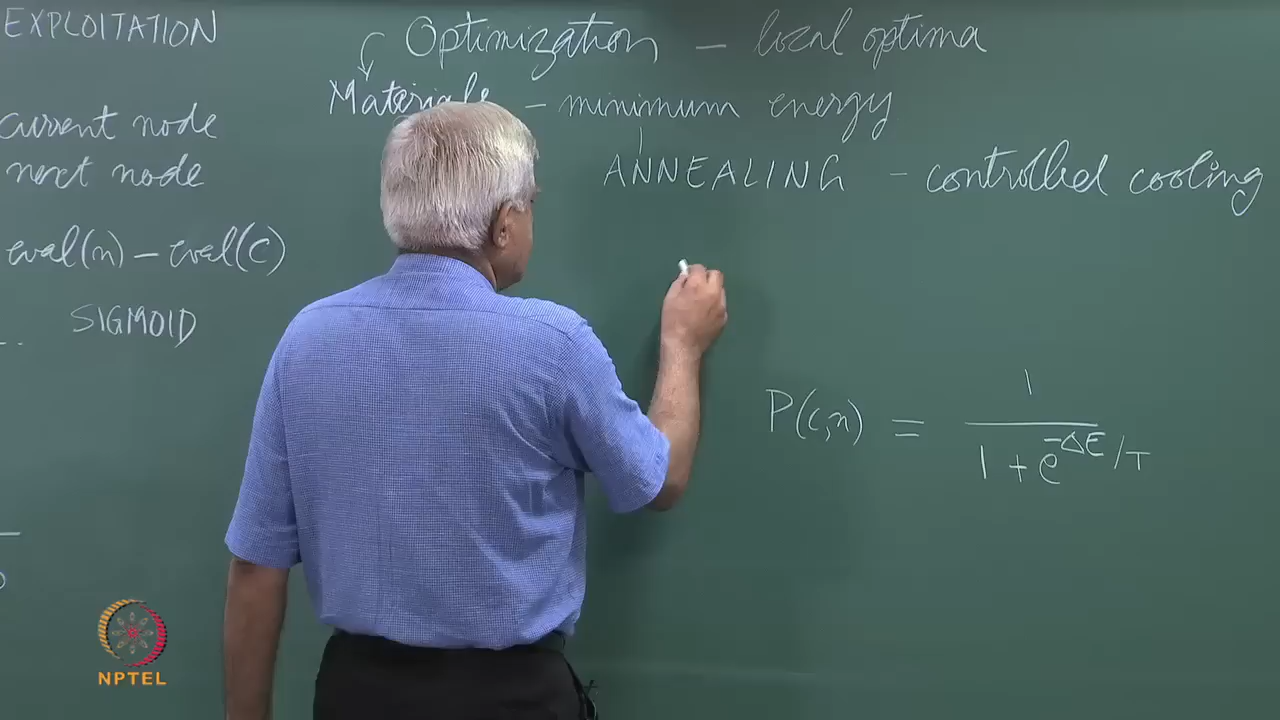 EXPLOITATION
Optimization – local optima
Materials – minimum energy
current node
next node
ANNEALING – controlled cooling
eval(n) – eval(c)
SIGMOID
P(c,n) = 1 / 1 + e^-ΔE/T
NPTEL